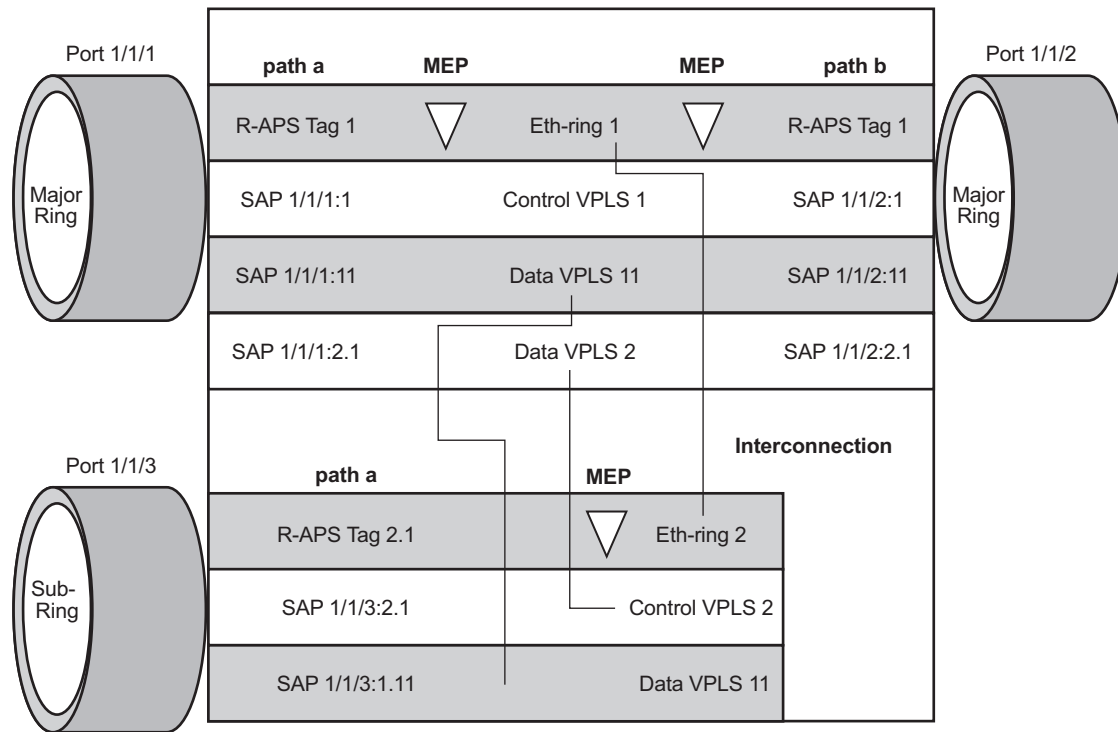 Port 1/1/1
Port 1/1/2
path a
MEP
MEP
path b
R-APS Tag 1
Eth-ring 1
R-APS Tag 1
Major
Ring
SAP 1/1/1:1
Control VPLS 1
SAP 1/1/2:1
Major
Ring
SAP 1/1/1:11
Data VPLS 11
SAP 1/1/2:11
SAP 1/1/1:2.1
Data VPLS 2
SAP 1/1/2:2.1
Interconnection
Port 1/1/3
path a
MEP
R-APS Tag 2.1
Eth-ring 2
Sub-
Ring
SAP 1/1/3:2.1
Control VPLS 2
SAP 1/1/3:1.11
Data VPLS 11